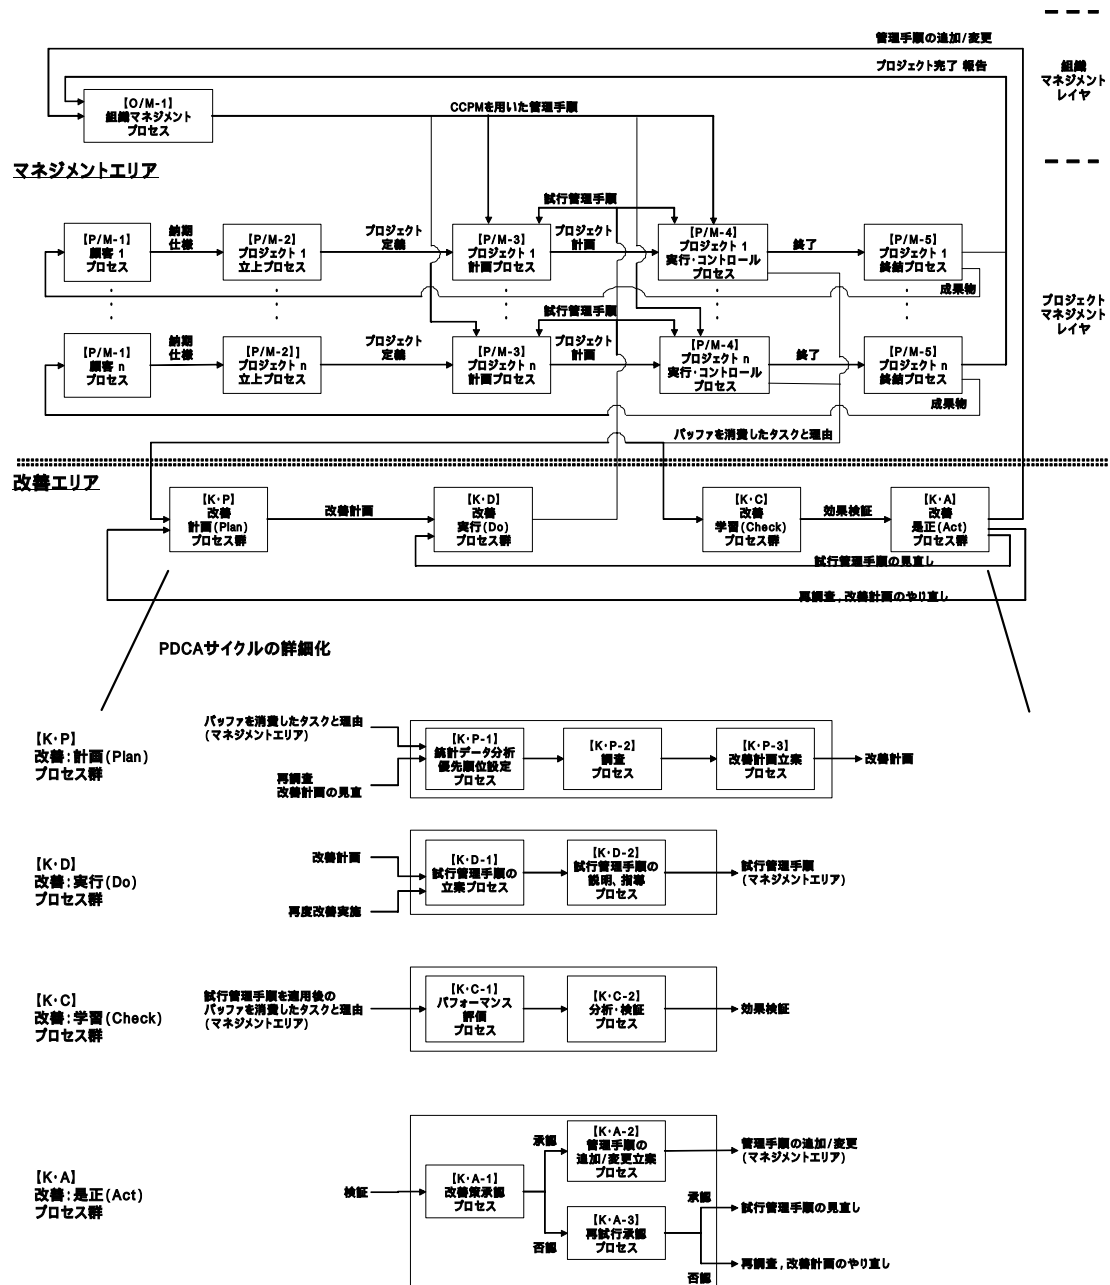 管理手順の追加/変更
プロジェクト完了 報告
組織
マネジメント
レイヤ
【O/M-1】
組織マネジメント
プロセス
CCPMを用いた管理手順
マネジメントエリア
試行管理手順
【P/M-1】
顧客 1
プロセス
納期
仕様
【P/M-2】
プロジェクト 1
立上プロセス
プロジェクト
定義
【P/M-3】
プロジェクト 1
計画プロセス
プロジェクト
計画
【P/M-4】
プロジェクト 1
実行・コントロール
プロセス
終了
【P/M-5】
プロジェクト 1
終結プロセス
成果物
プロジェクト
マネジメント
レイヤ
試行管理手順
【P/M-1】
顧客 n
プロセス
納期
仕様
【P/M-2】]
プロジェクト n
立上プロセス
プロジェクト
定義
【P/M-3】
プロジェクト n
計画プロセス
プロジェクト
計画
【P/M-4】
プロジェクト n
実行・コントロール
プロセス
終了
【P/M-5】
プロジェクト n
終結プロセス
成果物
バッファを消費したタスクと理由
改善エリア
【K・P】
改善
計画(Plan)
プロセス群
改善計画
【K・D】
改善
実行(Do)
プロセス群
【K・C】
改善
学習(Check)
プロセス群
効果検証
【K・A】
改善
是正(Act)
プロセス群
試行管理手順の見直し
再調査,改善計画のやり直し
PDCAサイクルの詳細化
【K・P】
改善:計画(Plan)
プロセス群
バッファを消費したタスクと理由
(マネジメントエリア)
再調査
改善計画の見直
【K・P-1】
統計データ分析
優先順位設定
プロセス
【K・P-2】
調査
プロセス
【K・P-3】
改善計画立案
プロセス
改善計画
【K・D】
改善:実行(Do)
プロセス群
改善計画
再度改善実施
【K・D-1】
試行管理手順の
立案プロセス
【K・D-2】
試行管理手順の
説明、指導
プロセス
試行管理手順
(マネジメントエリア)
【K・C】
改善:学習(Check)
プロセス群
試行管理手順を適用後の
バッファを消費したタスクと理由
(マネジメントエリア)
【K・C-1】
パフォーマンス
評価
プロセス
【K・C-2】
分析・検証
プロセス
効果検証
【K・A】
改善:是正(Act)
プロセス群
検証
【K・A-1】
改善策承認
プロセス
承認
否認
【K・A-2】
管理手順の
追加/変更立案
プロセス
管理手順の追加/変更
(マネジメントエリア)
【K・A-3】
再試行承認
プロセス
承認
試行管理手順の見直し
再調査,改善計画のやり直し
否認